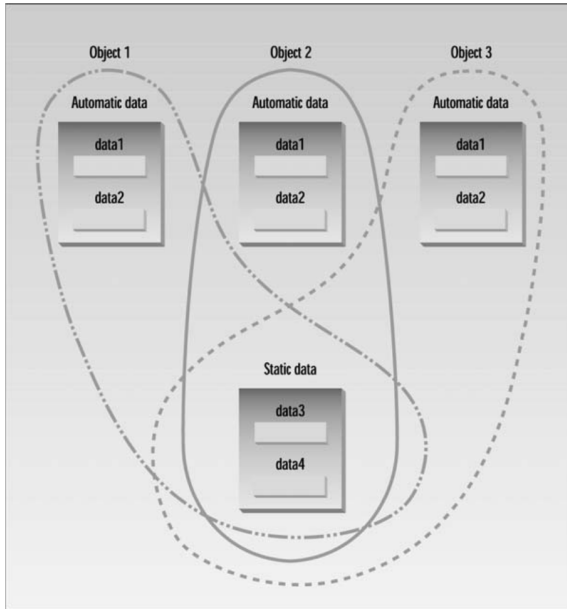 Object 1 Object 2 Object 3
Automatic data Automatic data Automatic data
data1 data1 data1
data2 data2 data2
Static data
data3
data4